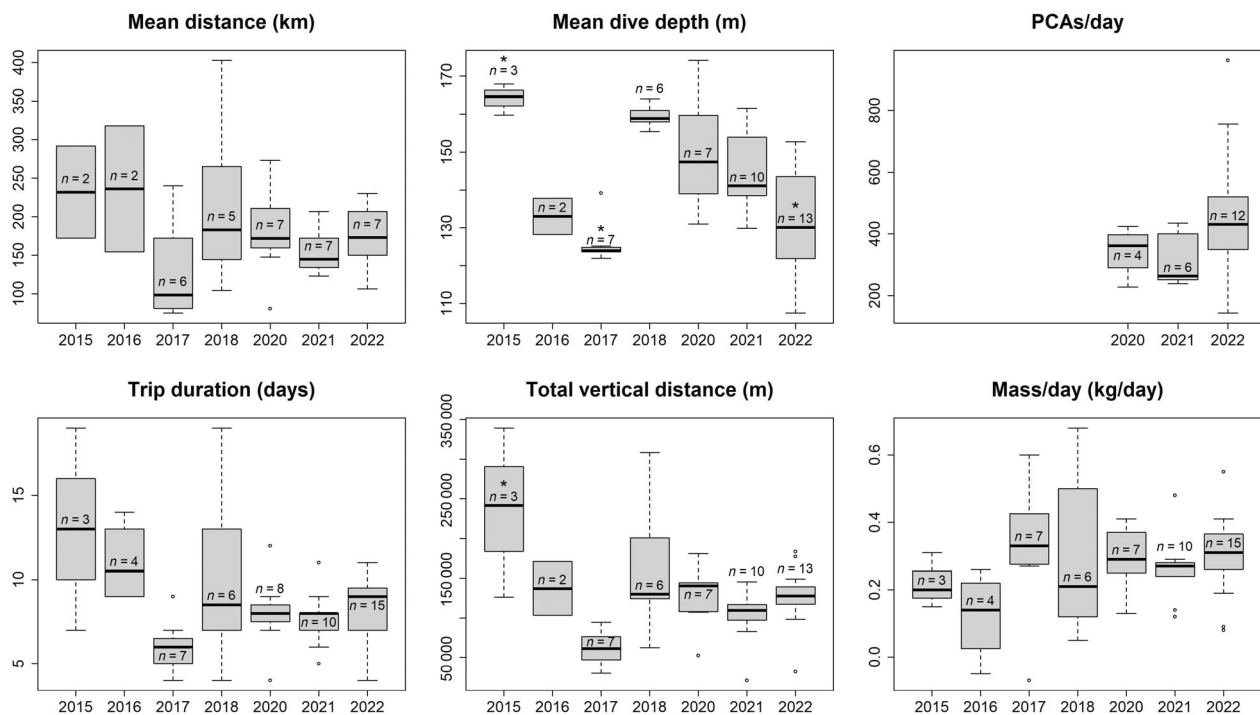 Mean distance (km)
400
350
300
250
200
150
100
n = 2
n = 2
n = 6
n = 5
n = 7
n = 7
n = 7
2015 2016 2017 2018 2020 2021 2022
Mean dive depth (m)
170
150
130
110
*
n = 3
n = 2
*
n = 7
n = 6
n = 7
n = 10
*
n = 13
2015 2016 2017 2018 2020 2021 2022
PCAs/day
800
600
400
200
n = 4
n = 6
n = 12
2020 2021 2022
Trip duration (days)
15
10
5
n = 3
n = 4
n = 7
n = 6
n = 8
n = 10
n = 15
2015 2016 2017 2018 2020 2021 2022
Total vertical distance (m)
350 000
250 000
150 000
50 000
*
n = 3
n = 2
n = 7
n = 6
n = 7
n = 10
n = 13
2015 2016 2017 2018 2020 2021 2022
Mass/day (kg/day)
0.6
0.4
0.2
0.0
n = 3
n = 4
n = 7
n = 6
n = 7
n = 10
n = 15
2015 2016 2017 2018 2020 2021 2022